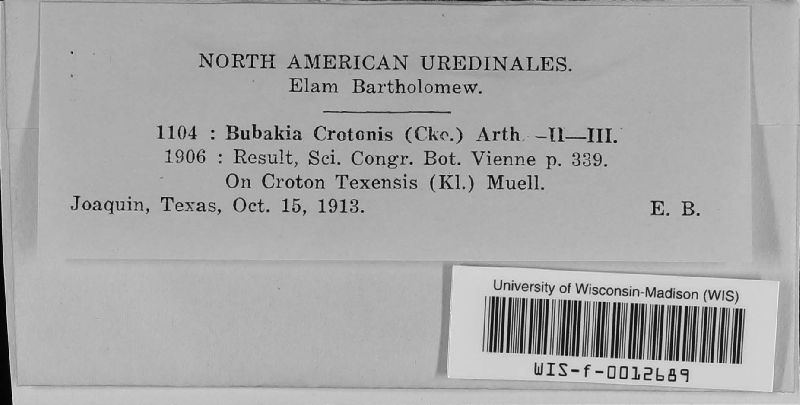 NORTH AMERICAN UREDINALES.
Elam Bartholomew.
1104 : Bubakia Crotonis (Cke.) Arth. —II—III.
1906 : Result, Sci. Congr. Bot. Vienne p. 339.
On Croton Texensis (Kl.) Muell.
Joaquin, Texas, Oct. 15, 1913. E. B.
University of Wisconsin-Madison (WIS)
WIS-f-0012689